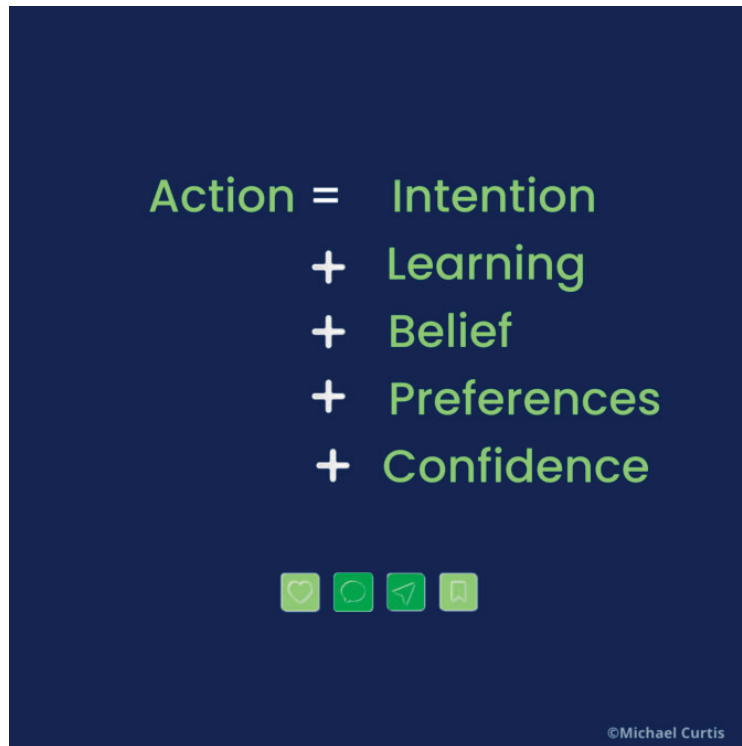 Action = Intention
+ Learning
+ Belief
+ Preferences
+ Confidence
©Michael Curtis